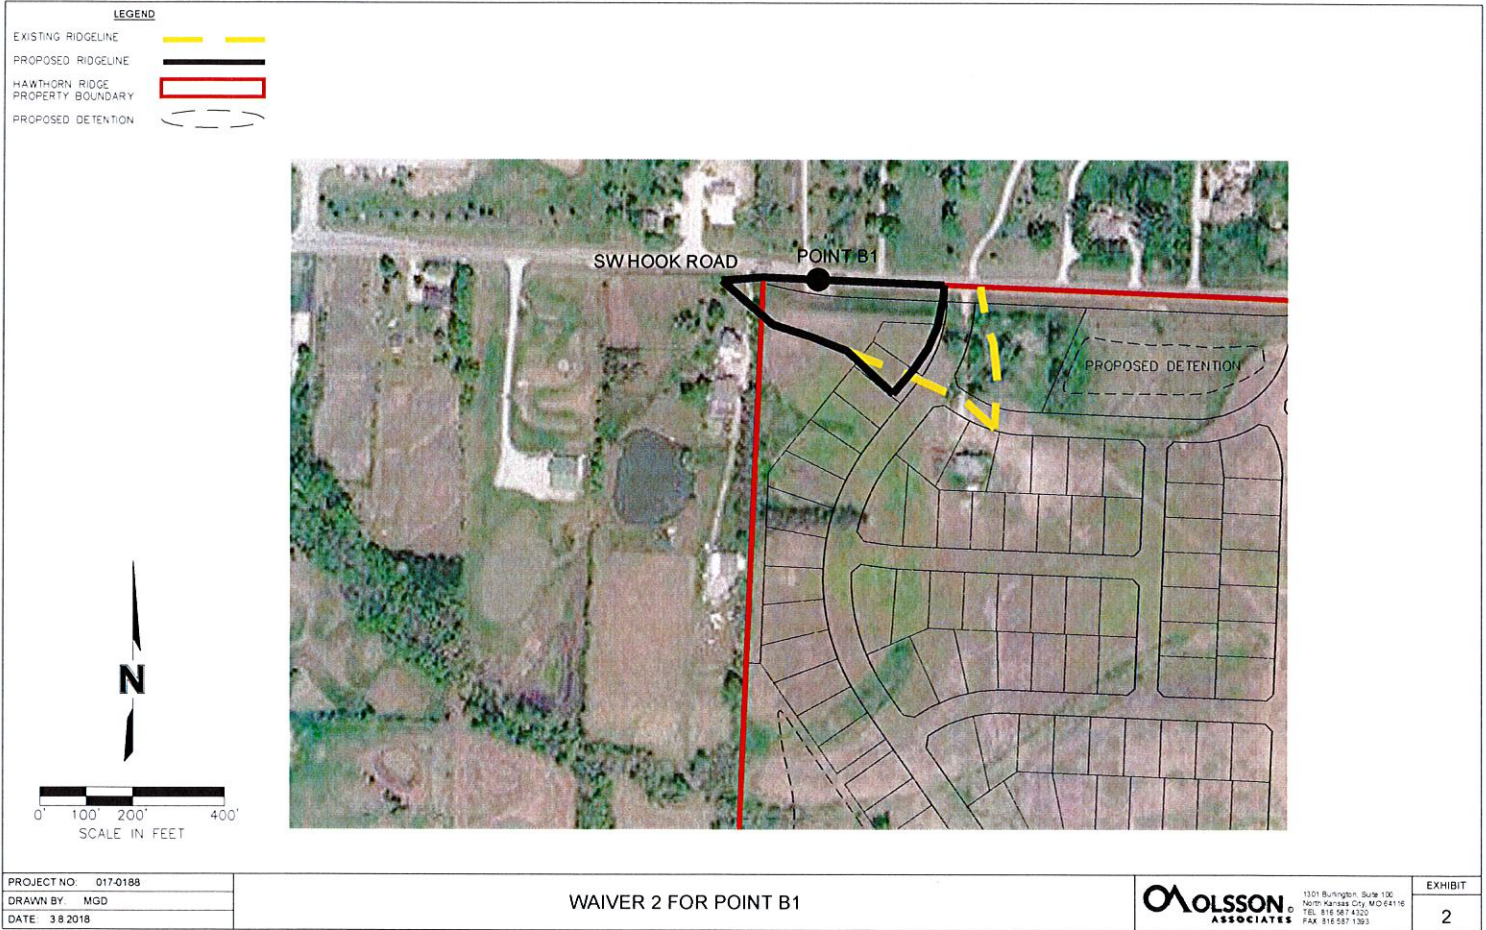 LEGEND
EXISTING RIDGELINE
PROPOSED RIDGELINE
HAWTHORN RIDGE
PROPERTY BOUNDARY
PROPOSED DETENTION
SW HOOK ROAD
POINT B1
PROPOSED DETENTION
N
0' 100' 200' 400'
SCALE IN FEET
PROJECT NO: 017-0188
DRAWN BY: MGD
DATE: 3.8.2018
WAIVER 2 FOR POINT B1
OLSSON
ASSOCIATES
1301 Burlington, Suite 100
North Kansas City, MO 64116
TEL 816.587.4320
FAX 816.587.1393
EXHIBIT
2